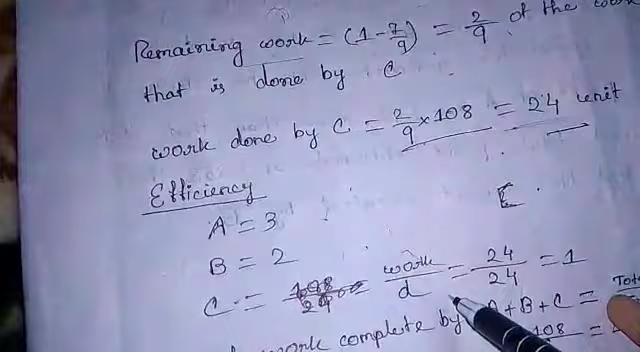 Remaining work = (1 - 7/9) = 2/9 of the work
that is done by C
work done by C = 2/9 × 108 = 24 unit
Efficiency
A = 3
B = 2
C = work/d = 24/24 = 1
work complete by A + B + C =
108 =